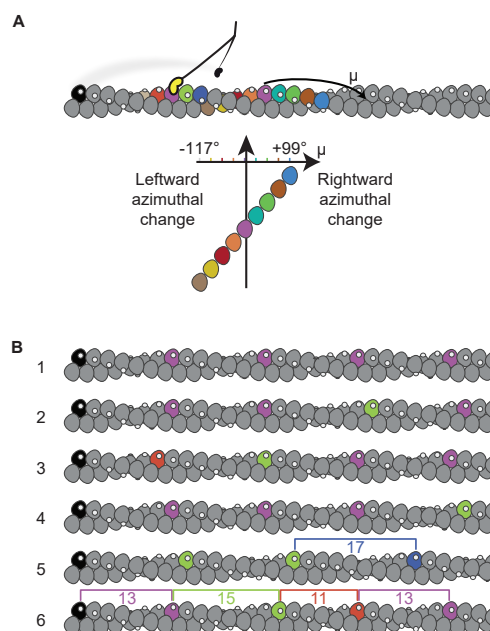 A
μ
-117° +99° μ
Leftward Rightward
azimuthal azimuthal
change change
B
1
2
3
4
5
17
13 15 11 13
6